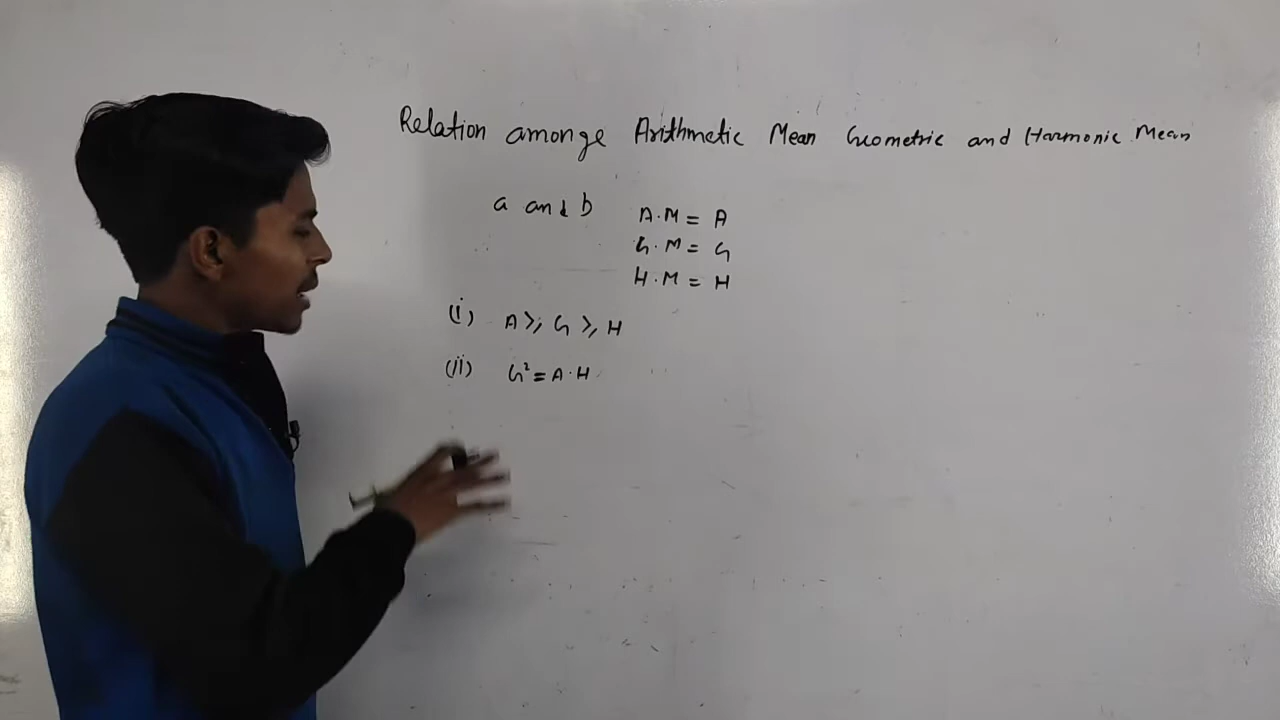 Relation amonge Arithmetic Mean Geometric and Harmonic Mean
a and b A.M = A
G.M = G
H.M = H
(i) A ≥ G ≥ H
(ii) G² = A·H